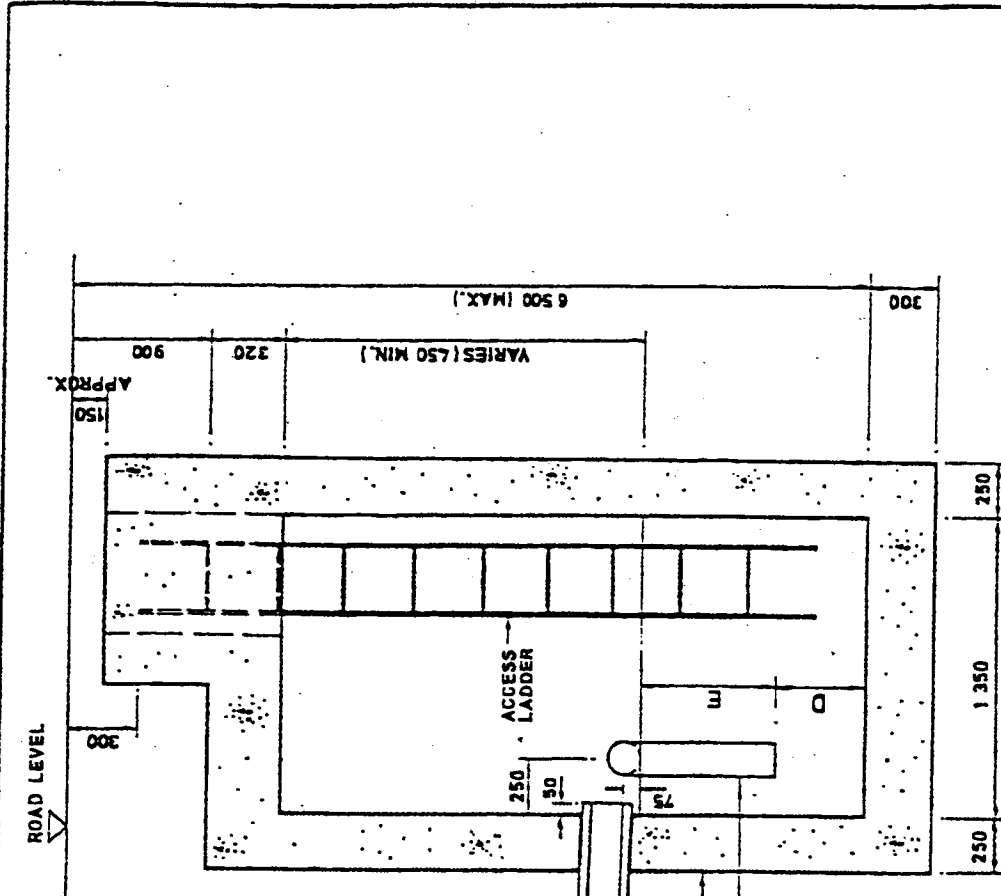 6 500 (MAX.)
300
900
320
VARIES (450 MIN.)
APPROX.
150
ROAD LEVEL
300
ACCESS
LADDER
250
50
75
E
D
250
1 350
250